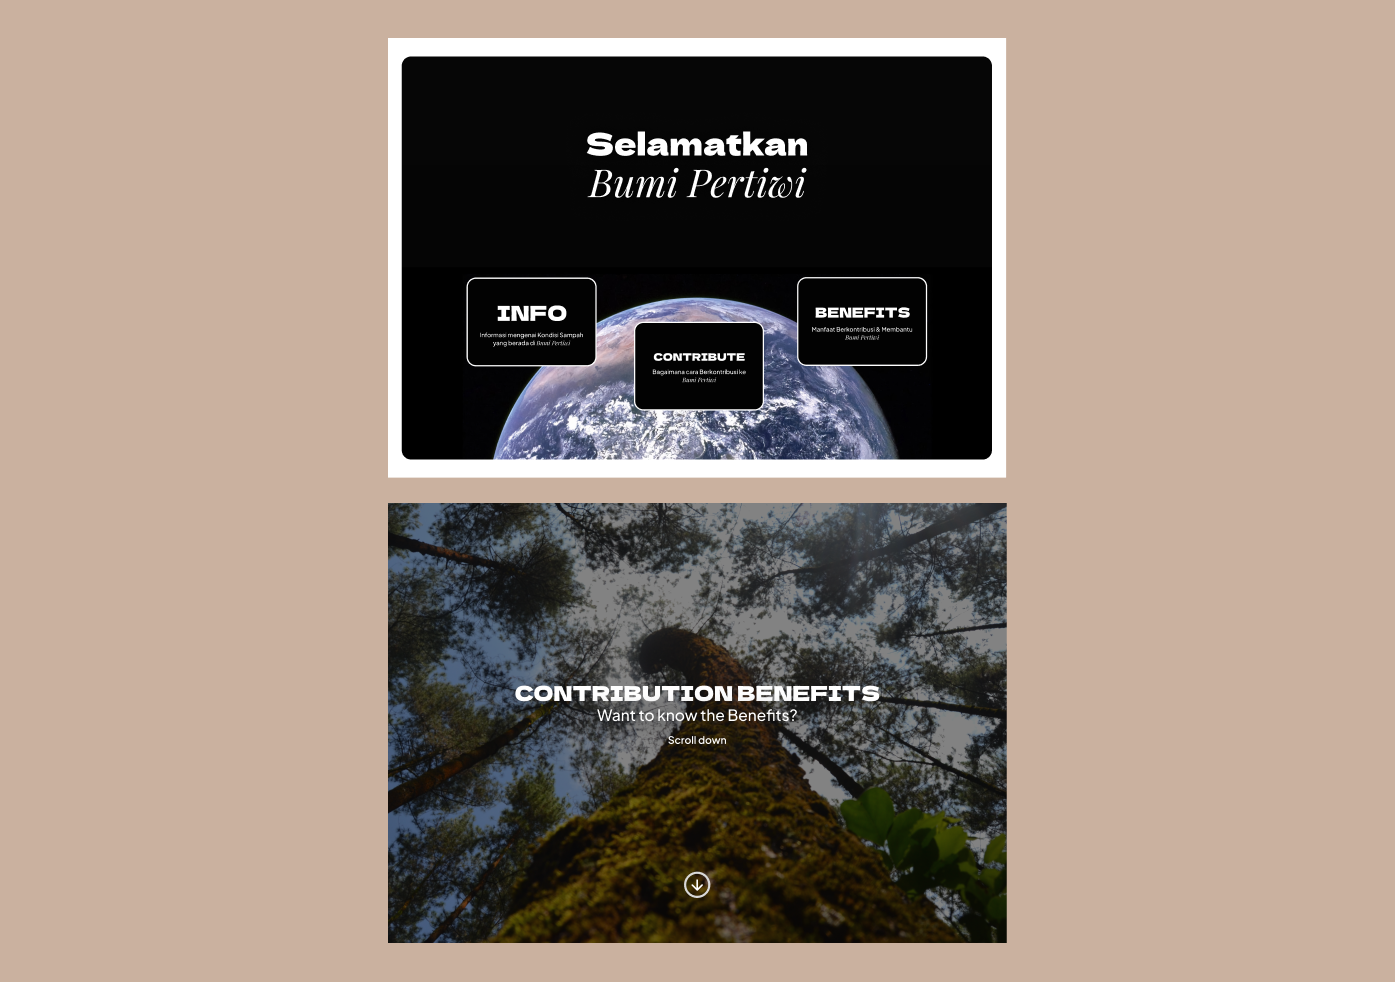 Selamatkan
Bumi Pertiwi
INFO
Informasi mengenai Kondisi Sampah
yang berada di Bumi Pertiwi
CONTRIBUTE
Bagaimana cara Berkontribusi ke
Bumi Pertiwi
BENEFITS
Manfaat Berkontribusi & Membantu
Bumi Pertiwi
CONTRIBUTION BENEFITS
Want to know the Benefits?
Scroll down